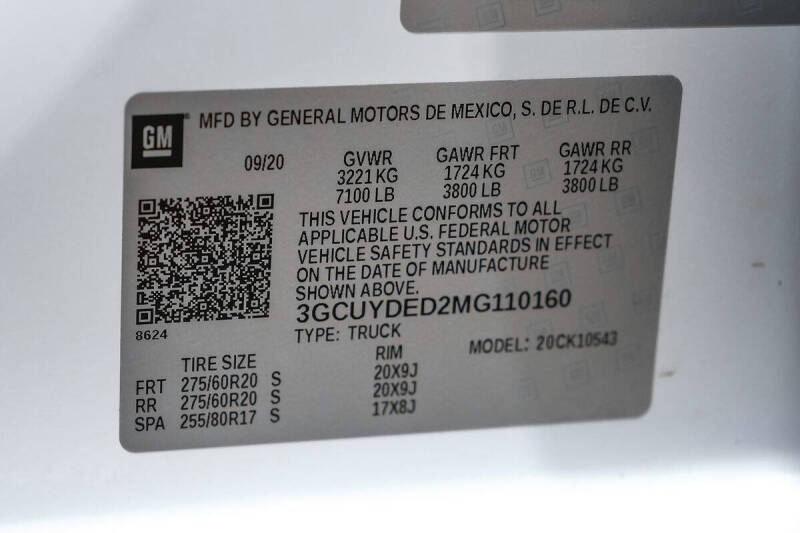 GM
MFD BY GENERAL MOTORS DE MEXICO, S. DE R.L. DE C.V.
09/20 GVWR GAWR FRT GAWR RR
3221 KG 1724 KG 1724 KG
7100 LB 3800 LB 3800 LB
THIS VEHICLE CONFORMS TO ALL
APPLICABLE U.S. FEDERAL MOTOR
VEHICLE SAFETY STANDARDS IN EFFECT
ON THE DATE OF MANUFACTURE
SHOWN ABOVE.
3GCUYDED2MG110160
8624
TYPE: TRUCK MODEL: 20CK10543
TIRE SIZE RIM
FRT 275/60R20 S 20X9J
RR 275/60R20 S 20X9J
SPA 255/80R17 S 17X8J